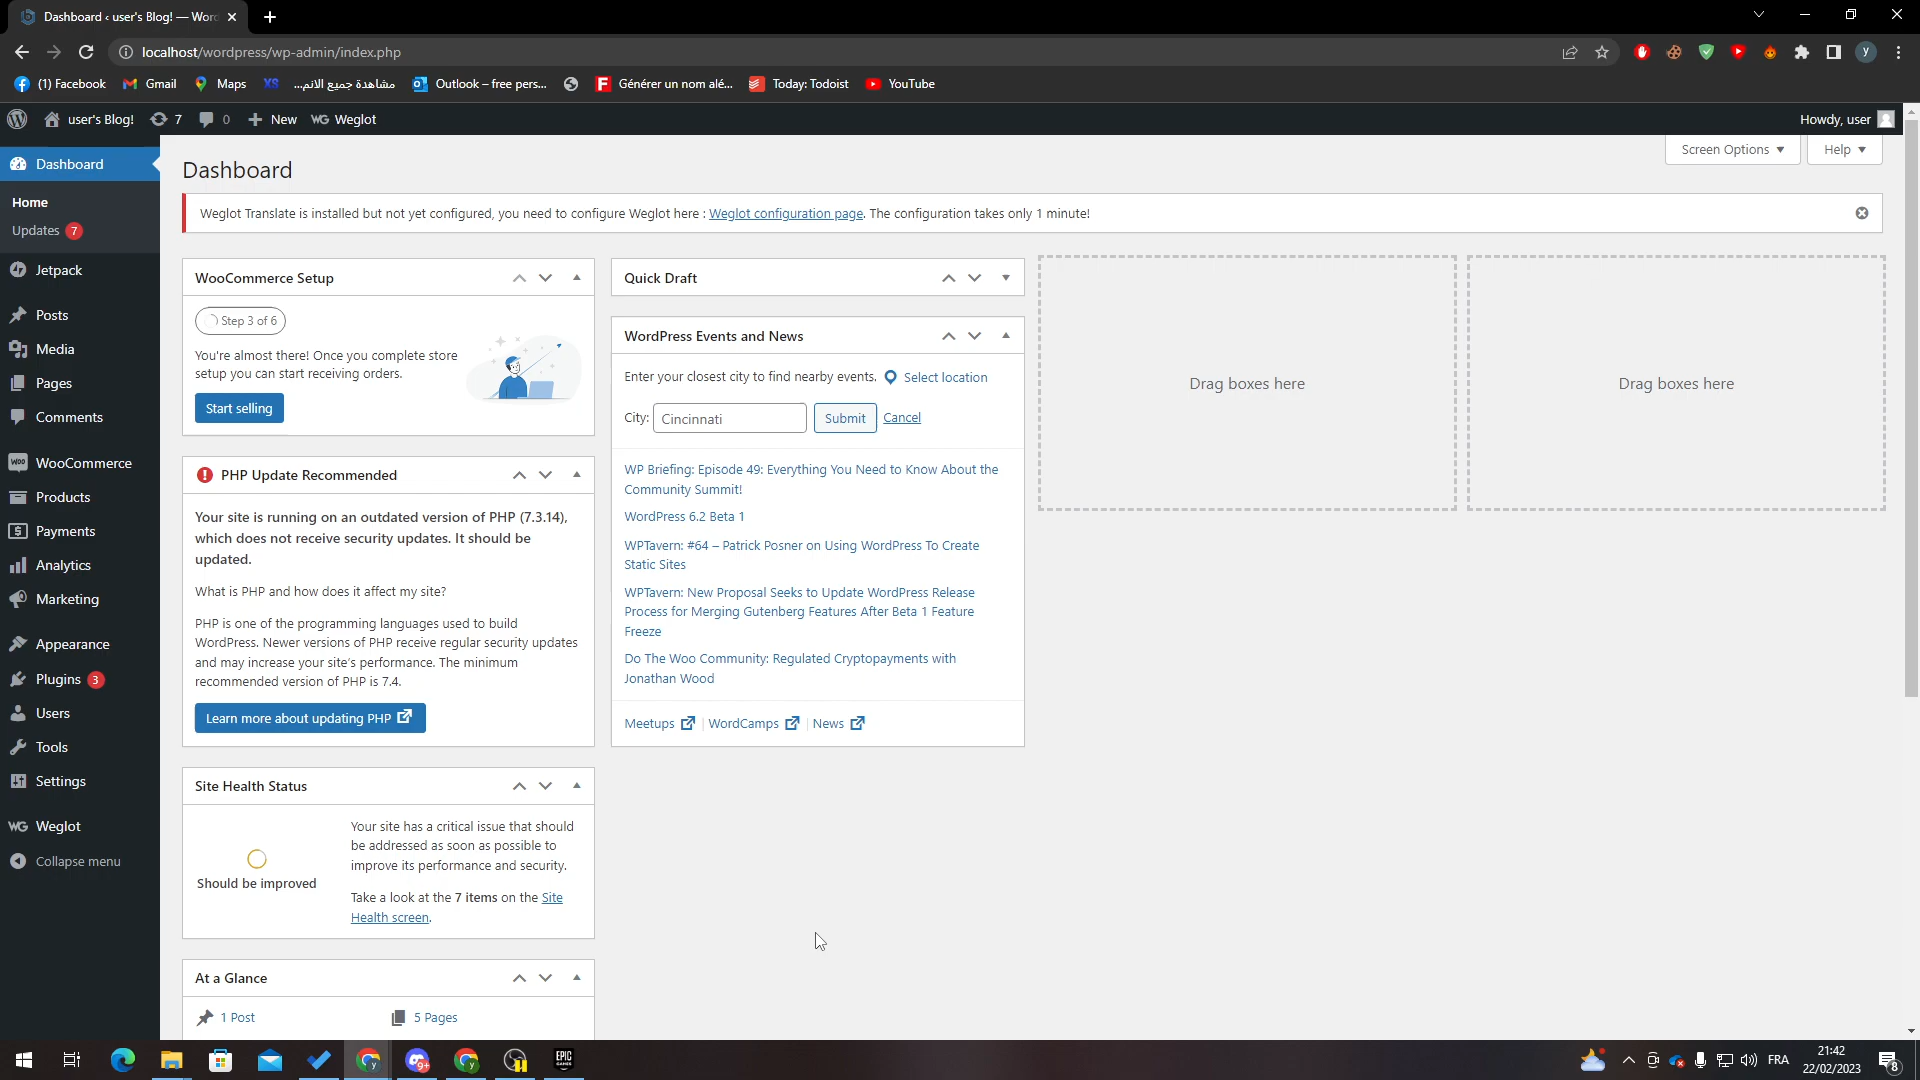 Dashboard ‹ user's Blog! — Wor
localhost/wordpress/wp-admin/index.php
(1) Facebook
Gmail
Maps
مشاهدة جميع الانم...
Outlook – free pers...
Générer un nom alé...
Today: Todoist
YouTube
user's Blog!
7
0
New
WG Weglot
Howdy, user
Dashboard
Home
Updates 7
Jetpack
Posts
Media
Pages
Comments
WooCommerce
Products
Payments
Analytics
Marketing
Appearance
Plugins 3
Users
Tools
Settings
WG Weglot
Collapse menu
Screen Options
Help
Dashboard
Weglot Translate is installed but not yet configured, you need to configure Weglot here : Weglot configuration page. The configuration takes only 1 minute!
WooCommerce Setup
Step 3 of 6
You're almost there! Once you complete store
setup you can start receiving orders.
Start selling
PHP Update Recommended
Your site is running on an outdated version of PHP (7.3.14),
which does not receive security updates. It should be
updated.
What is PHP and how does it affect my site?
PHP is one of the programming languages used to build
WordPress. Newer versions of PHP receive regular security updates
and may increase your site's performance. The minimum
recommended version of PHP is 7.4.
Learn more about updating PHP
Site Health Status
Should be improved
Your site has a critical issue that should
be addressed as soon as possible to
improve its performance and security.
Take a look at the 7 items on the Site
Health screen.
At a Glance
1 Post
5 Pages
Quick Draft
WordPress Events and News
Enter your closest city to find nearby events. Select location
City: Cincinnati Submit Cancel
WP Briefing: Episode 49: Everything You Need to Know About the
Community Summit!
WordPress 6.2 Beta 1
WPTavern: #64 – Patrick Posner on Using WordPress To Create
Static Sites
WPTavern: New Proposal Seeks to Update WordPress Release
Process for Merging Gutenberg Features After Beta 1 Feature
Freeze
Do The Woo Community: Regulated Cryptopayments with
Jonathan Wood
Meetups | WordCamps | News
Drag boxes here
Drag boxes here
EPIC
GAMES
9+
FRA
21:42
22/02/2023
8